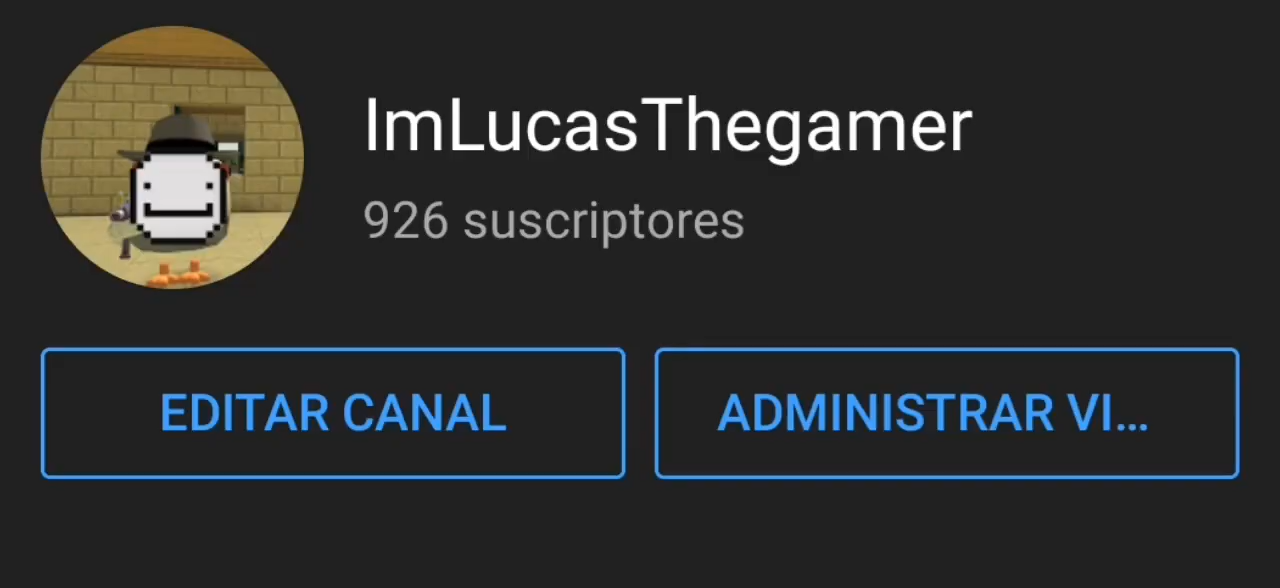 ImLucasThegamer
926 suscriptores
EDITAR CANAL
ADMINISTRAR VI...